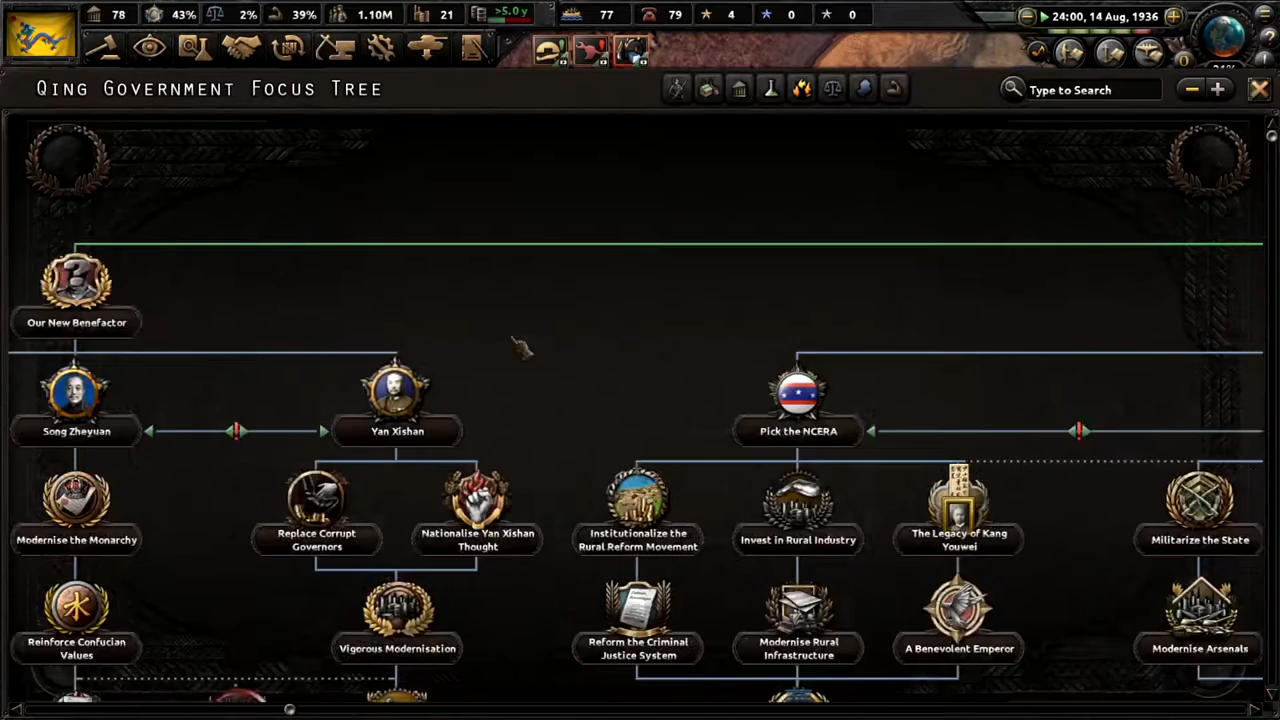 78 43% 2% 39% 1.10M 21 >5.0 y 77 79 4 0 0 24:00, 14 Aug, 1936
0
QING GOVERNMENT FOCUS TREE
Type to Search
Our New Benefactor
Song Zheyuan
Yan Xishan
Pick the NCERA
Modernise the Monarchy
Replace Corrupt
Governors
Nationalise Yan Xishan
Thought
Institutionalize the
Rural Reform Movement
Invest in Rural Industry
The Legacy of Kang
Youwei
Militarize the State
Reinforce Confucian
Values
Vigorous Modernisation
Reform the Criminal
Justice System
Modernise Rural
Infrastructure
A Benevolent Emperor
Modernise Arsenals